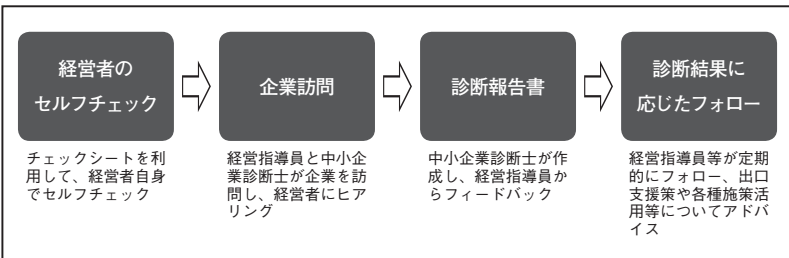 経営者の
セルフチェック
企業訪問
診断報告書
診断結果に
応じたフォロー
チェックシートを利
用して、経営者自身
でセルフチェック
経営指導員と中小企
業診断士が企業を訪
問し、経営者にヒア
リング
中小企業診断士が作
成し、経営指導員か
らフィードバック
経営指導員等が定期
的にフォロー、出口
支援策や各種施策活
用等についてアドバ
イス